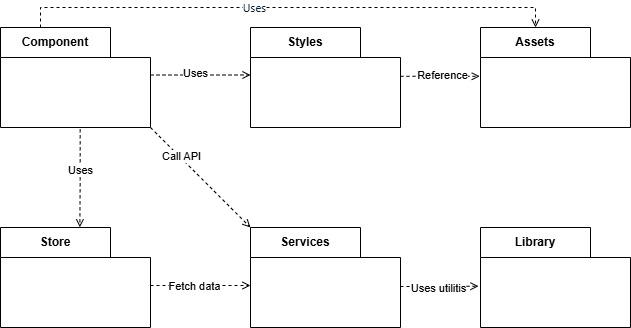 Uses
Component
Styles
Assets
Uses
Reference
Call API
Uses
Store
Services
Library
Fetch data
Uses utilitis